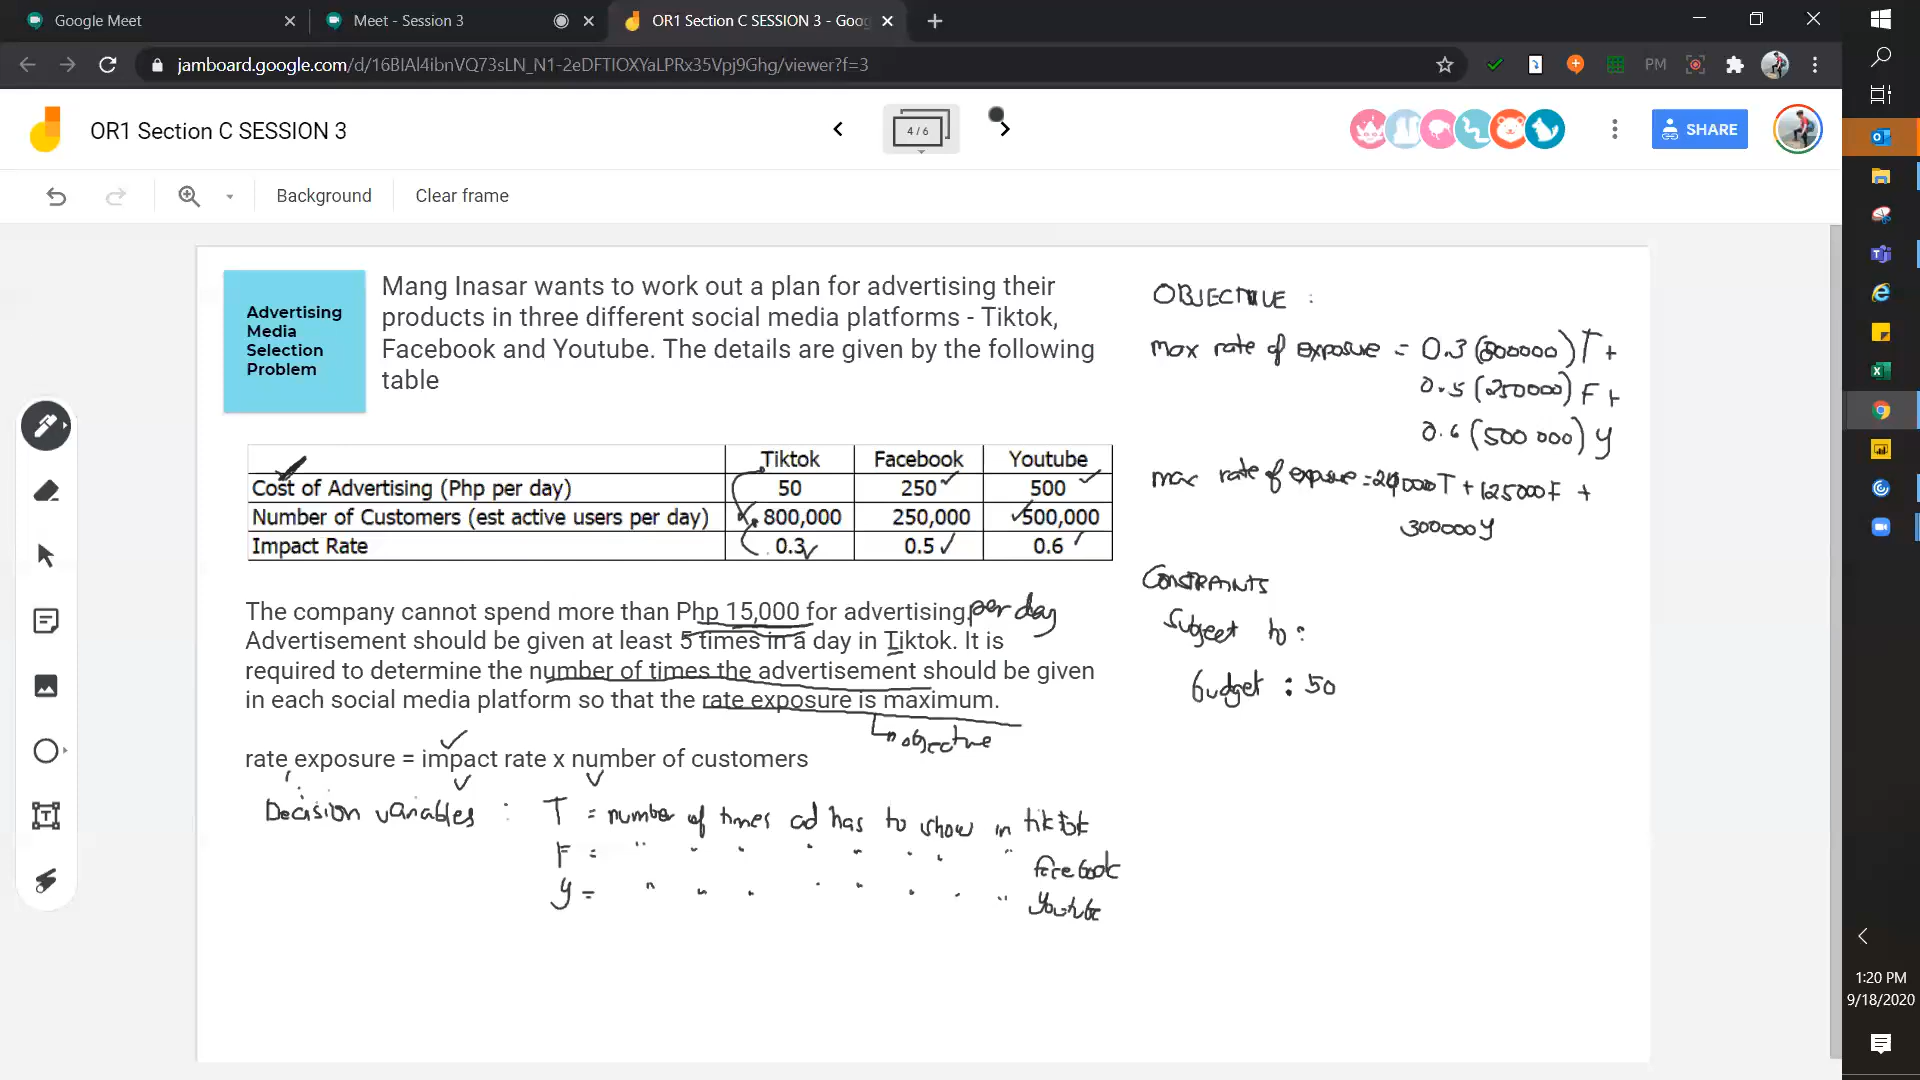 Google Meet
Meet - Session 3
OR1 Section C SESSION 3 - Goog
jamboard.google.com/d/16BIAl4ibnVQ73sLN_N1-2eDFTIOXYaLPRx35Vpj9Ghg/viewer?f=3
PM
OR1 Section C SESSION 3
4 / 6
SHARE
Background
Clear frame
Advertising
Media
Selection
Problem
Mang Inasar wants to work out a plan for advertising their
products in three different social media platforms - Tiktok,
Facebook and Youtube. The details are given by the following
table
Tiktok Facebook Youtube
Cost of Advertising (Php per day) 50 250 500
Number of Customers (est active users per day) 800,000 250,000 500,000
Impact Rate 0.3 0.5 0.6
The company cannot spend more than Php 15,000 for advertising per day
Advertisement should be given at least 5 times in a day in Tiktok. It is
required to determine the number of times the advertisement should be given
in each social media platform so that the rate exposure is maximum.
objective
rate exposure = impact rate x number of customers
Decision variables : T = number of times ad has to show in tiktok
F = " " " " " " " " facebook
y = " " " " " " " " Youtube
OBJECTIVE :
max rate of exposure = 0.3 (800000) T +
0.5 (250000) F +
0.6 (500 000) y
max rate of exposure = 240000T + 125000F +
300000y
CONSTRAINTS
Subject to :
budget : 50
1:20 PM
9/18/2020